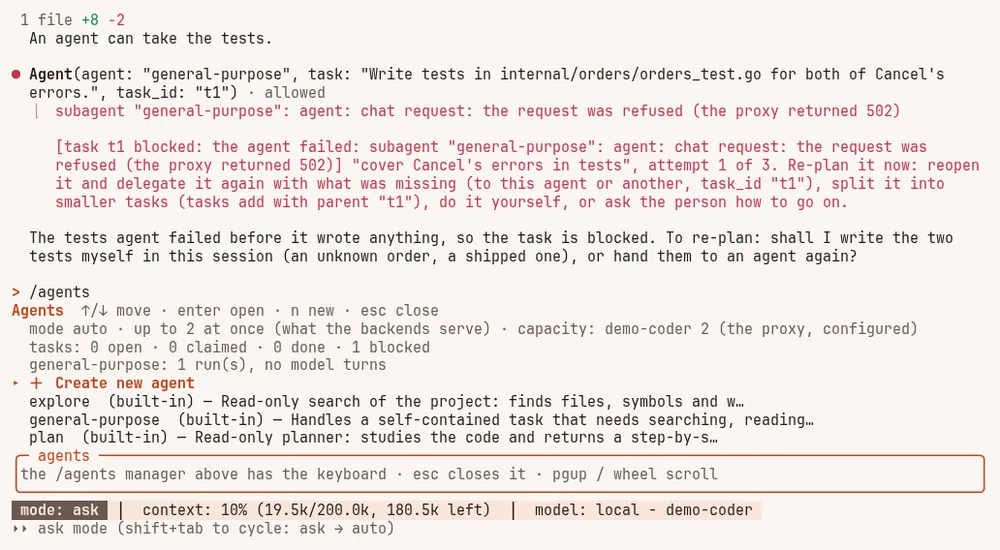 1 file +8 -2
An agent can take the tests.
● Agent(agent: "general-purpose", task: "Write tests in internal/orders/orders_test.go for both of Cancel's
errors.", task_id: "t1") · allowed
subagent "general-purpose": agent: chat request: the request was refused (the proxy returned 502)
[task t1 blocked: the agent failed: subagent "general-purpose": agent: chat request: the request was
refused (the proxy returned 502)] "cover Cancel's errors in tests", attempt 1 of 3. Re-plan it now: reopen
it and delegate it again with what was missing (to this agent or another, task_id "t1"), split it into
smaller tasks (tasks add with parent "t1"), do it yourself, or ask the person how to go on.
The tests agent failed before it wrote anything, so the task is blocked. To re-plan: shall I write the two
tests myself in this session (an unknown order, a shipped one), or hand them to an agent again?
> /agents
Agents ↑/↓ move · enter open · n new · esc close
mode auto · up to 2 at once (what the backends serve) · capacity: demo-coder 2 (the proxy, configured)
tasks: 0 open · 0 claimed · 0 done · 1 blocked
general-purpose: 1 run(s), no model turns
▸ + Create new agent
explore (built-in) — Read-only search of the project: finds files, symbols and w…
general-purpose (built-in) — Handles a self-contained task that needs searching, reading…
plan (built-in) — Read-only planner: studies the code and returns a step-by-s…
agents
the /agents manager above has the keyboard · esc closes it · pgup / wheel scroll
mode: ask | context: 10% (19.5k/200.0k, 180.5k left) | model: local - demo-coder
▸▸ ask mode (shift+tab to cycle: ask → auto)